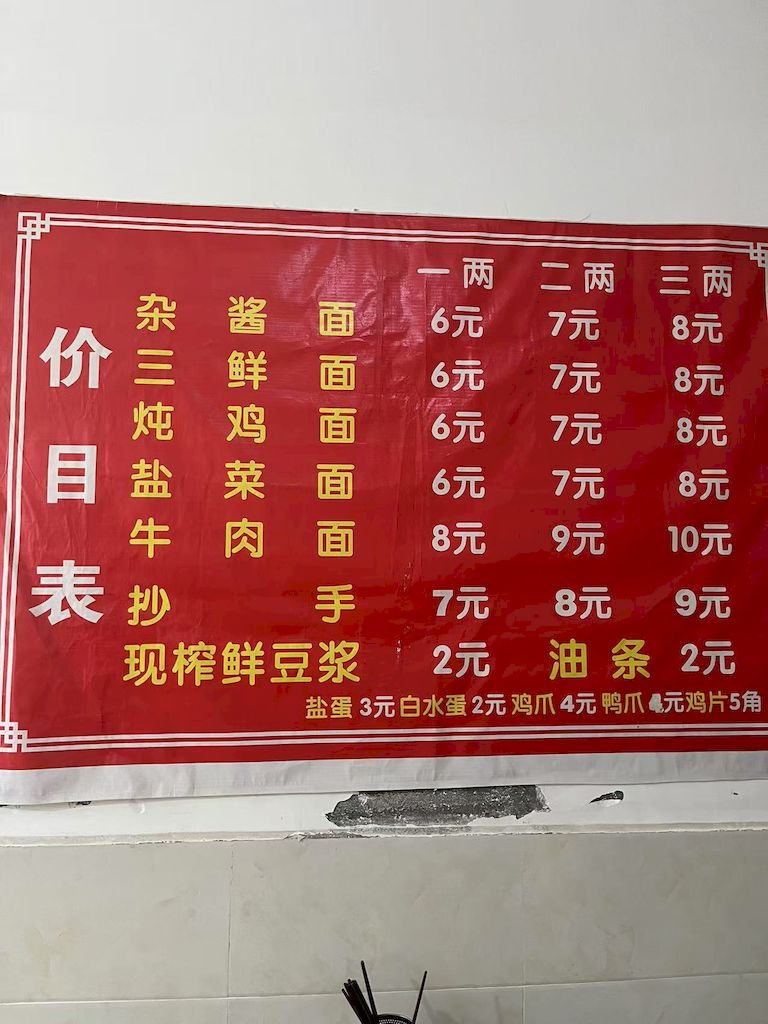 价目表
一两 二两 三两
杂酱面 6元 7元 8元
三鲜面 6元 7元 8元
炖鸡面 6元 7元 8元
盐菜面 6元 7元 8元
牛肉面 8元 9元 10元
抄手 7元 8元 9元
现榨鲜豆浆 2元 油条 2元
盐蛋 3元 白水蛋 2元 鸡爪 4元 鸭爪 元 鸡片 5角